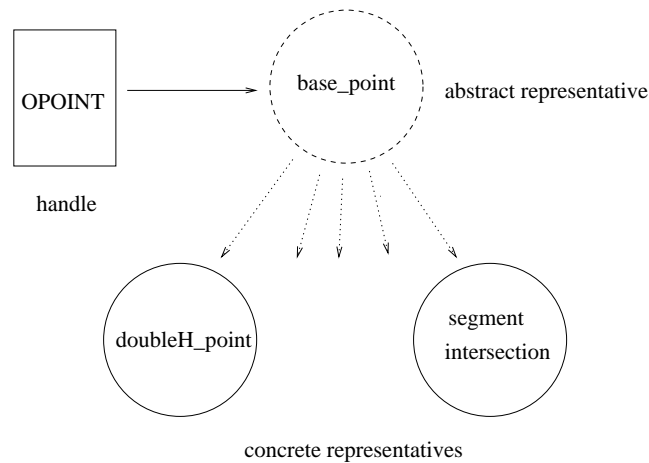 OPOINT
base_point
abstract representative
handle
doubleH_point
segment
intersection
concrete representatives